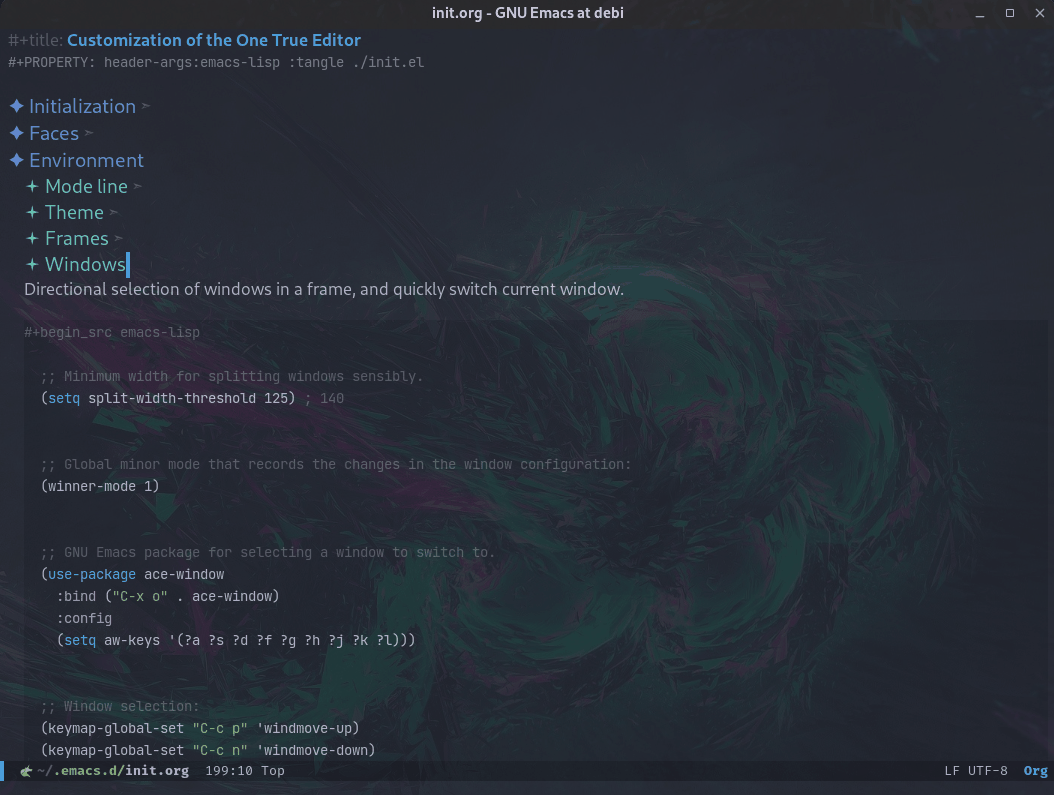 init.org - GNU Emacs at debi
#+title: Customization of the One True Editor
#+PROPERTY: header-args:emacs-lisp :tangle ./init.el
✦ Initialization ➣
✦ Faces ➣
✦ Environment
✦ Mode line ➣
✦ Theme ➣
✦ Frames ➣
✦ Windows
Directional selection of windows in a frame, and quickly switch current window.
#+begin_src emacs-lisp
;; Minimum width for splitting windows sensibly.
(setq split-width-threshold 125) ; 140
;; Global minor mode that records the changes in the window configuration:
(winner-mode 1)
;; GNU Emacs package for selecting a window to switch to.
(use-package ace-window
:bind ("C-x o" . ace-window)
:config
(setq aw-keys '(?a ?s ?d ?f ?g ?h ?j ?k ?l)))
;; Window selection:
(keymap-global-set "C-c p" 'windmove-up)
(keymap-global-set "C-c n" 'windmove-down)
~/.emacs.d/init.org 199:10 Top LF UTF-8 Org